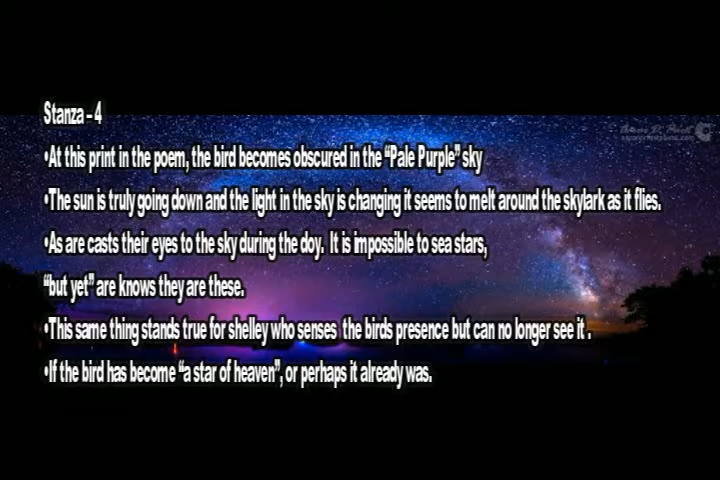 Stanza – 4
•At this print in the poem, the bird becomes obscured in the “Pale Purple” sky
•The sun is truly going down and the light in the sky is changing it seems to melt around the skylark as it flies.
•As are casts their eyes to the sky during the doy. It is impossible to sea stars,
“but yet” are knows they are these.
•This same thing stands true for shelley who senses the birds presence but can no longer see it .
•If the bird has become “a star of heaven”, or perhaps it already was.